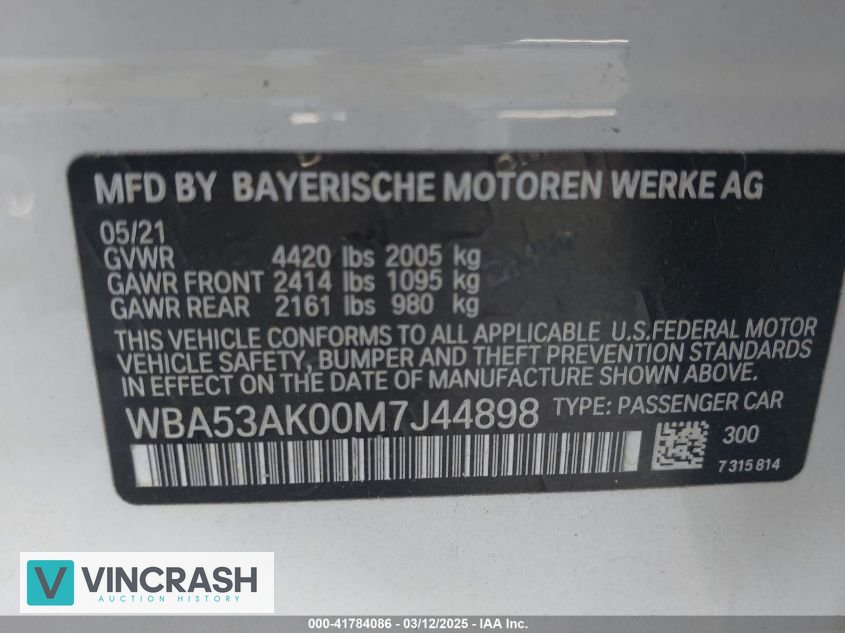 MFD BY BAYERISCHE MOTOREN WERKE AG
05/21
GVWR 4420 lbs 2005 kg
GAWR FRONT 2414 lbs 1095 kg
GAWR REAR 2161 lbs 980 kg
THIS VEHICLE CONFORMS TO ALL APPLICABLE U.S.FEDERAL MOTOR
VEHICLE SAFETY, BUMPER AND THEFT PREVENTION STANDARDS
IN EFFECT ON THE DATE OF MANUFACTURE SHOWN ABOVE.
WBA53AK00M7J44898 TYPE: PASSENGER CAR
300
7315814
VINCRASH
AUCTION HISTORY
000-41784086 - 03/12/2025 - IAA Inc.